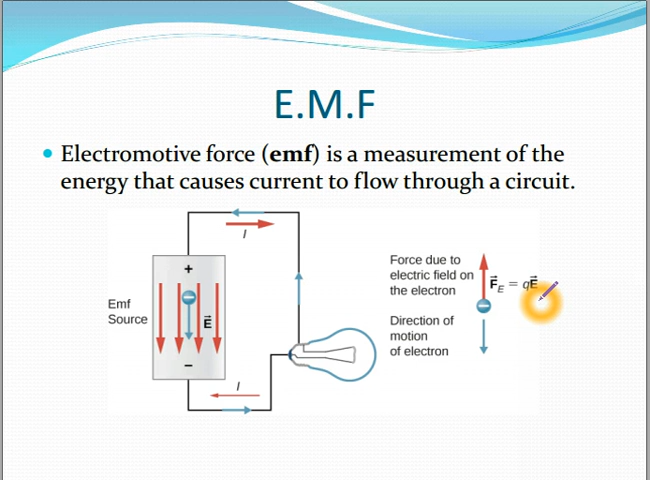 E.M.F
• Electromotive force (emf) is a measurement of the
energy that causes current to flow through a circuit.
I
+
Emf
Source
E⃗
−
I
Force due to
electric field on
the electron
F⃗_E = qE⃗
Direction of
motion
of electron